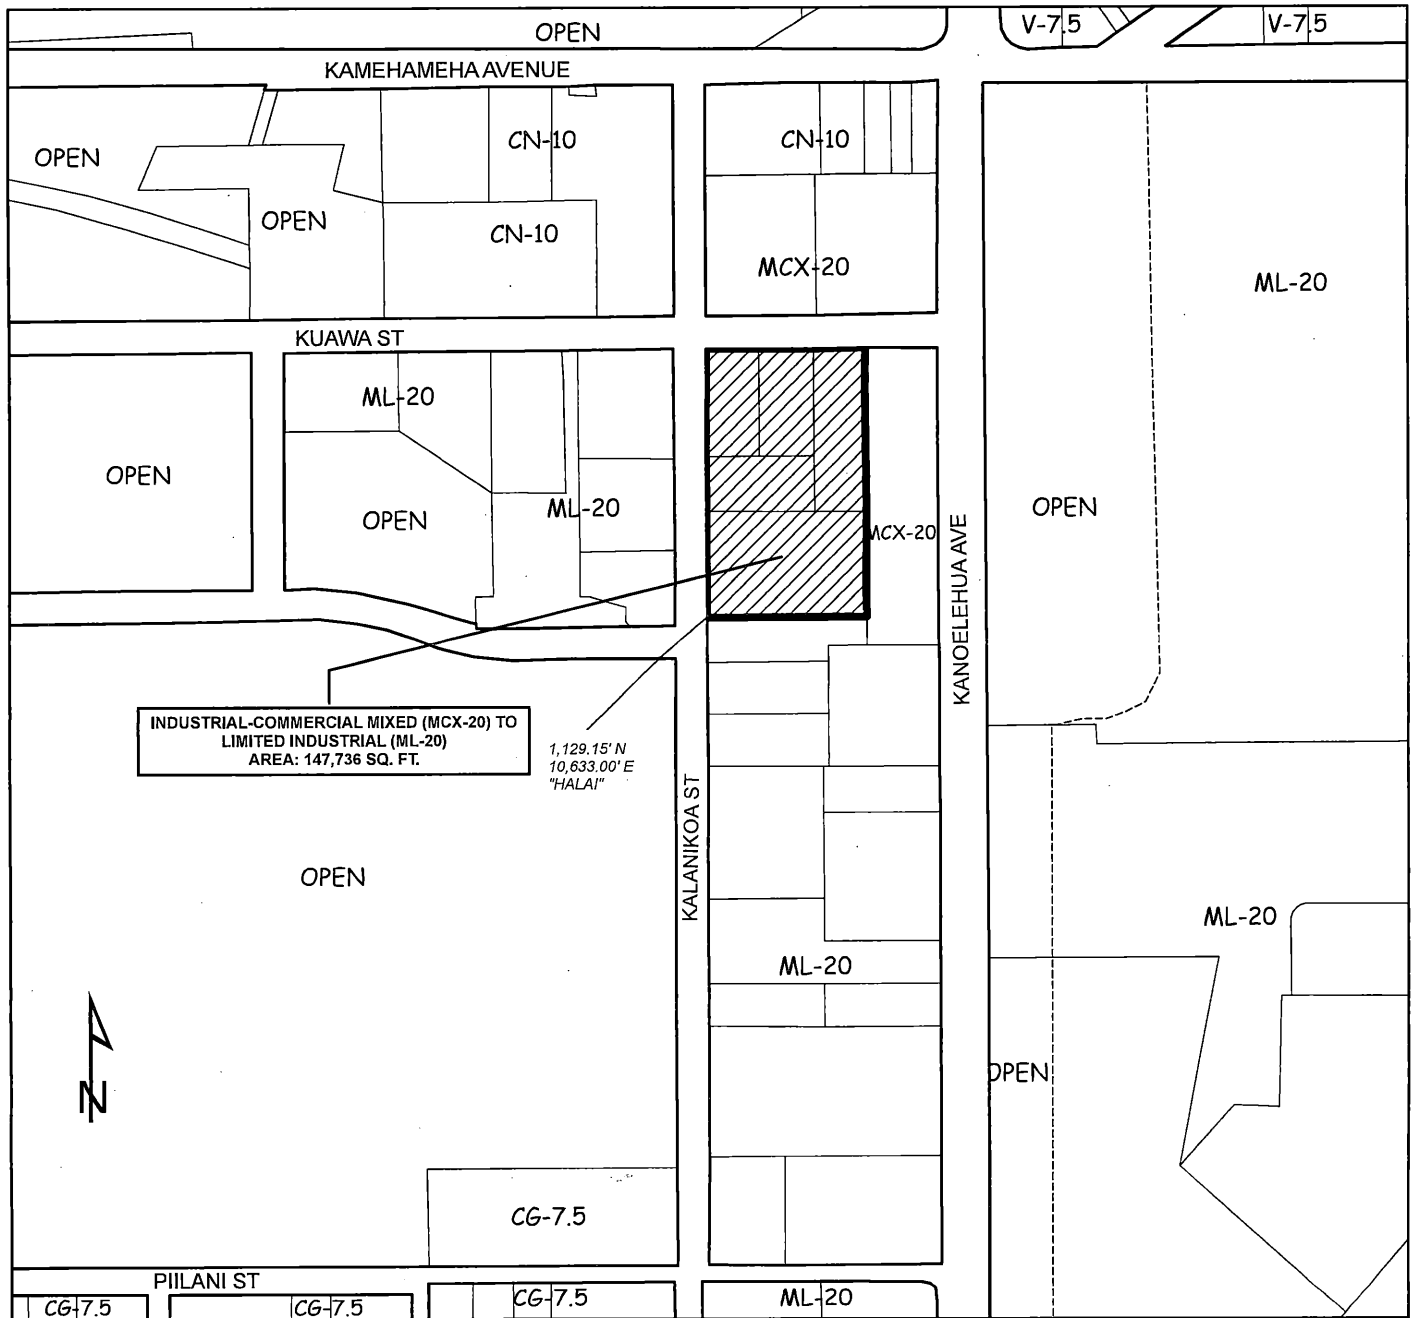 OPEN
V-7.5
V-7.5
KAMEHAMEHA AVENUE
OPEN
CN-10
CN-10
OPEN
CN-10
MCX-20
ML-20
KUAWA ST
ML-20
OPEN
OPEN
ML-20
OPEN
MCX-20
KANOELEHUA AVE
INDUSTRIAL-COMMERCIAL MIXED (MCX-20) TO
LIMITED INDUSTRIAL (ML-20)
AREA: 147,736 SQ. FT.
1,129.15' N
10,633.00' E
"HALAI"
KALANIKOA ST
OPEN
ML-20
ML-20
OPEN
N
CG-7.5
PIILANI ST
CG-7.5
CG-7.5
CG-7.5
ML-20